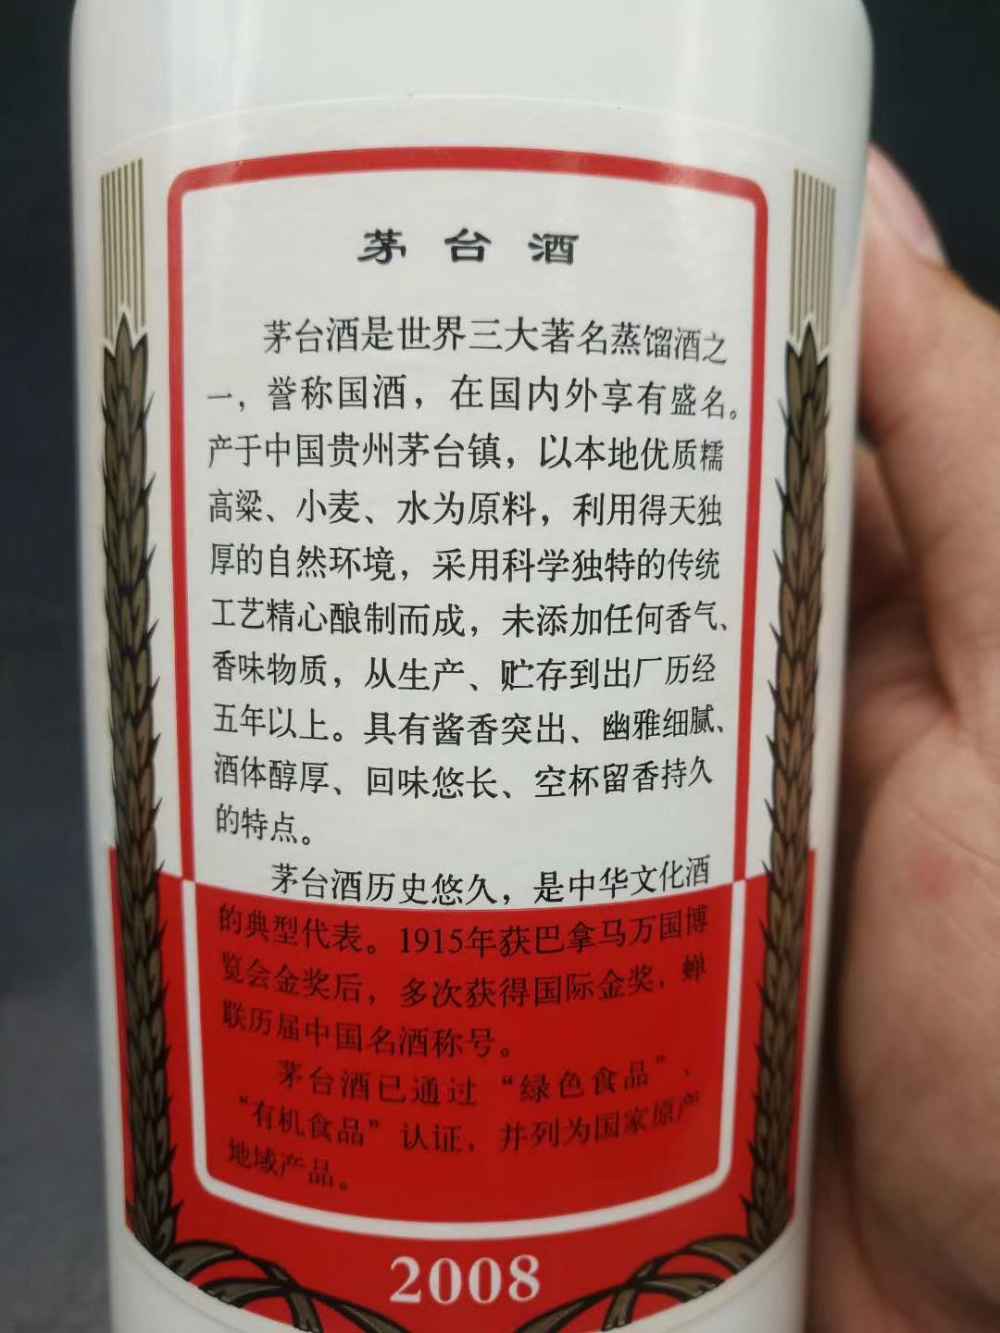 茅台酒
茅台酒是世界三大著名蒸馏酒之
一，誉称国酒，在国内外享有盛名。
产于中国贵州茅台镇，以本地优质糯
高粱、小麦、水为原料，利用得天独
厚的自然环境，采用科学独特的传统
工艺精心酿制而成，未添加任何香气、
香味物质，从生产、贮存到出厂历经
五年以上。具有酱香突出、幽雅细腻、
酒体醇厚、回味悠长、空杯留香持久
的特点。
茅台酒历史悠久，是中华文化酒
的典型代表。1915年获巴拿马万国博
览会金奖后，多次获得国际金奖，蝉
联历届中国名酒称号。
茅台酒已通过“绿色食品”、
“有机食品”认证，并列为国家原产
地域产品。
2008